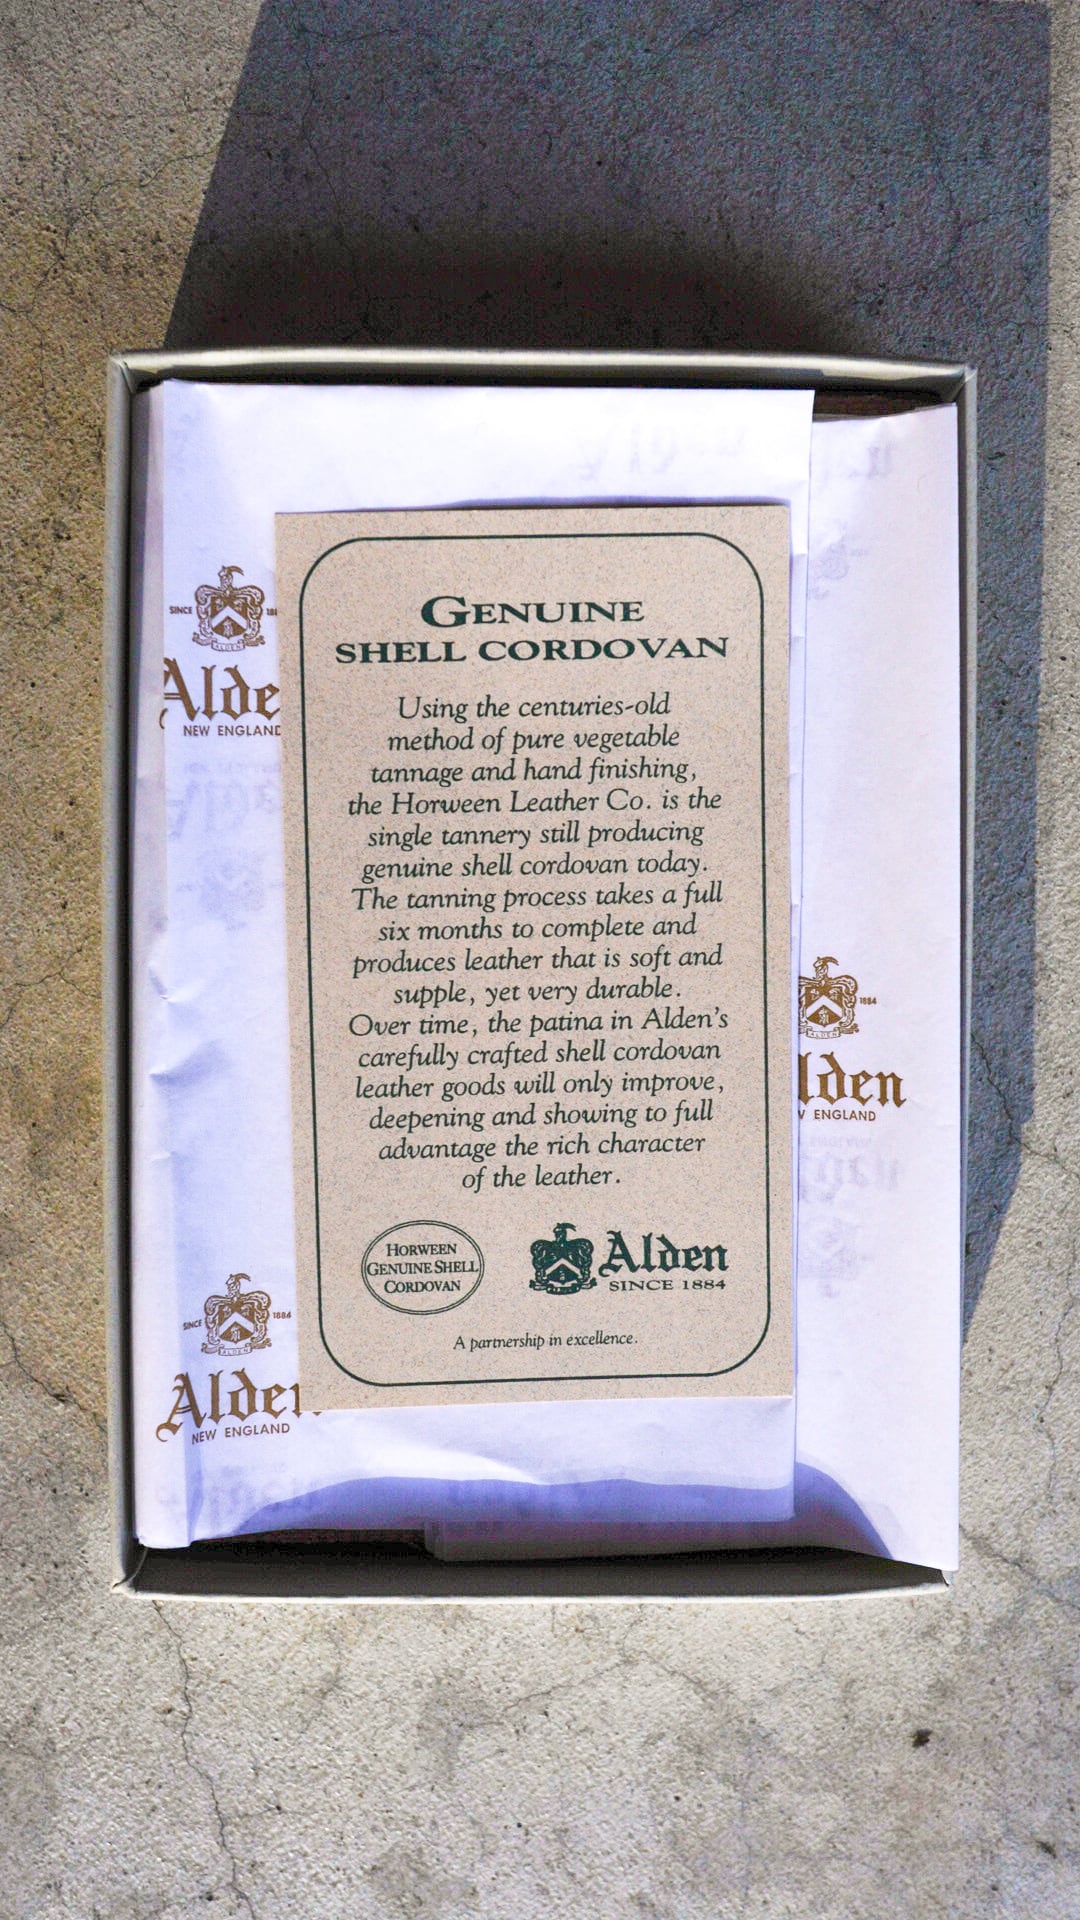 SINCE
Alde
NEW ENGLAND
GENUINE
SHELL CORDOVAN
Using the centuries-old
method of pure vegetable
tannage and hand finishing,
the Horween Leather Co. is the
single tannery still producing
genuine shell cordovan today.
The tanning process takes a full
six months to complete and
produces leather that is soft and
supple, yet very durable.
Over time, the patina in Alden's
carefully crafted shell cordovan
leather goods will only improve,
deepening and showing to full
advantage the rich character
of the leather.
HORWEEN
GENUINE SHELL
CORDOVAN
Alden
SINCE 1884
A partnership in excellence.
1884
ALDEN
lden
ENGLAND
SINCE 1884
ALDEN
Alden
NEW ENGLAND